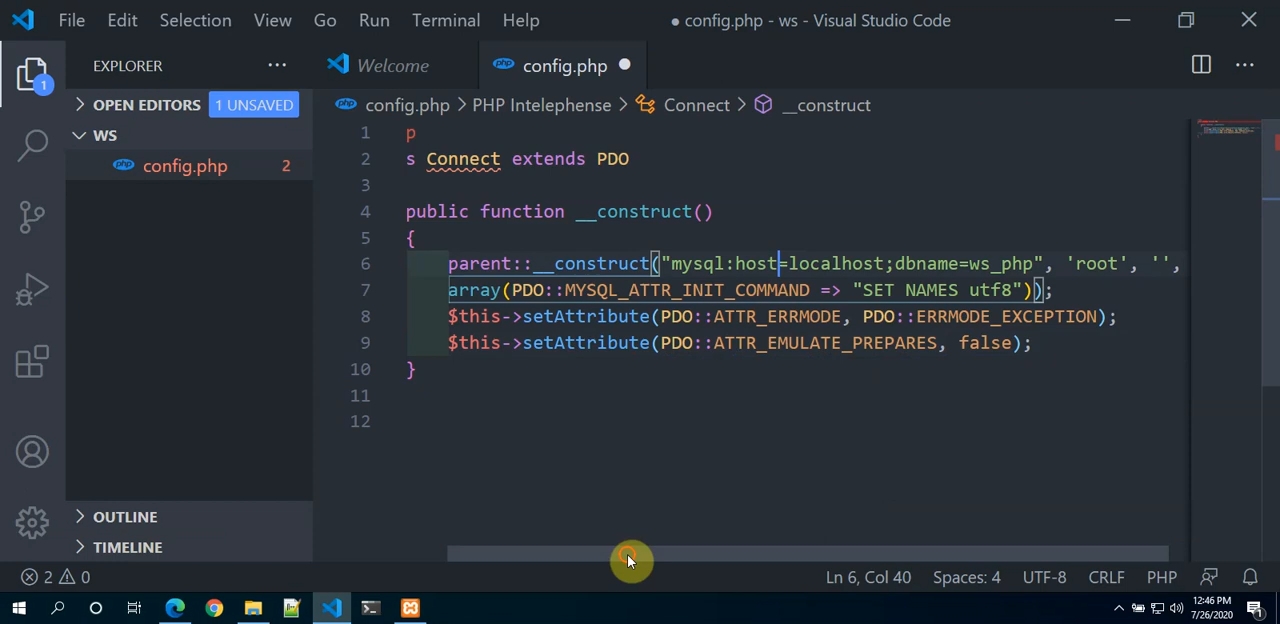 File Edit Selection View Go Run Terminal Help ● config.php - ws - Visual Studio Code
EXPLORER ··· Welcome config.php ●
1
OPEN EDITORS 1 UNSAVED
config.php > PHP Intelephense > Connect > __construct
WS
config.php 2
1 p
2 s Connect extends PDO
3
4 public function __construct()
5 {
6 parent::__construct("mysql:host=localhost;dbname=ws_php", 'root', '',
7 array(PDO::MYSQL_ATTR_INIT_COMMAND => "SET NAMES utf8"));
8 $this->setAttribute(PDO::ATTR_ERRMODE, PDO::ERRMODE_EXCEPTION);
9 $this->setAttribute(PDO::ATTR_EMULATE_PREPARES, false);
10 }
11
12
OUTLINE
TIMELINE
2 0 Ln 6, Col 40 Spaces: 4 UTF-8 CRLF PHP
12:46 PM
7/26/2020
1